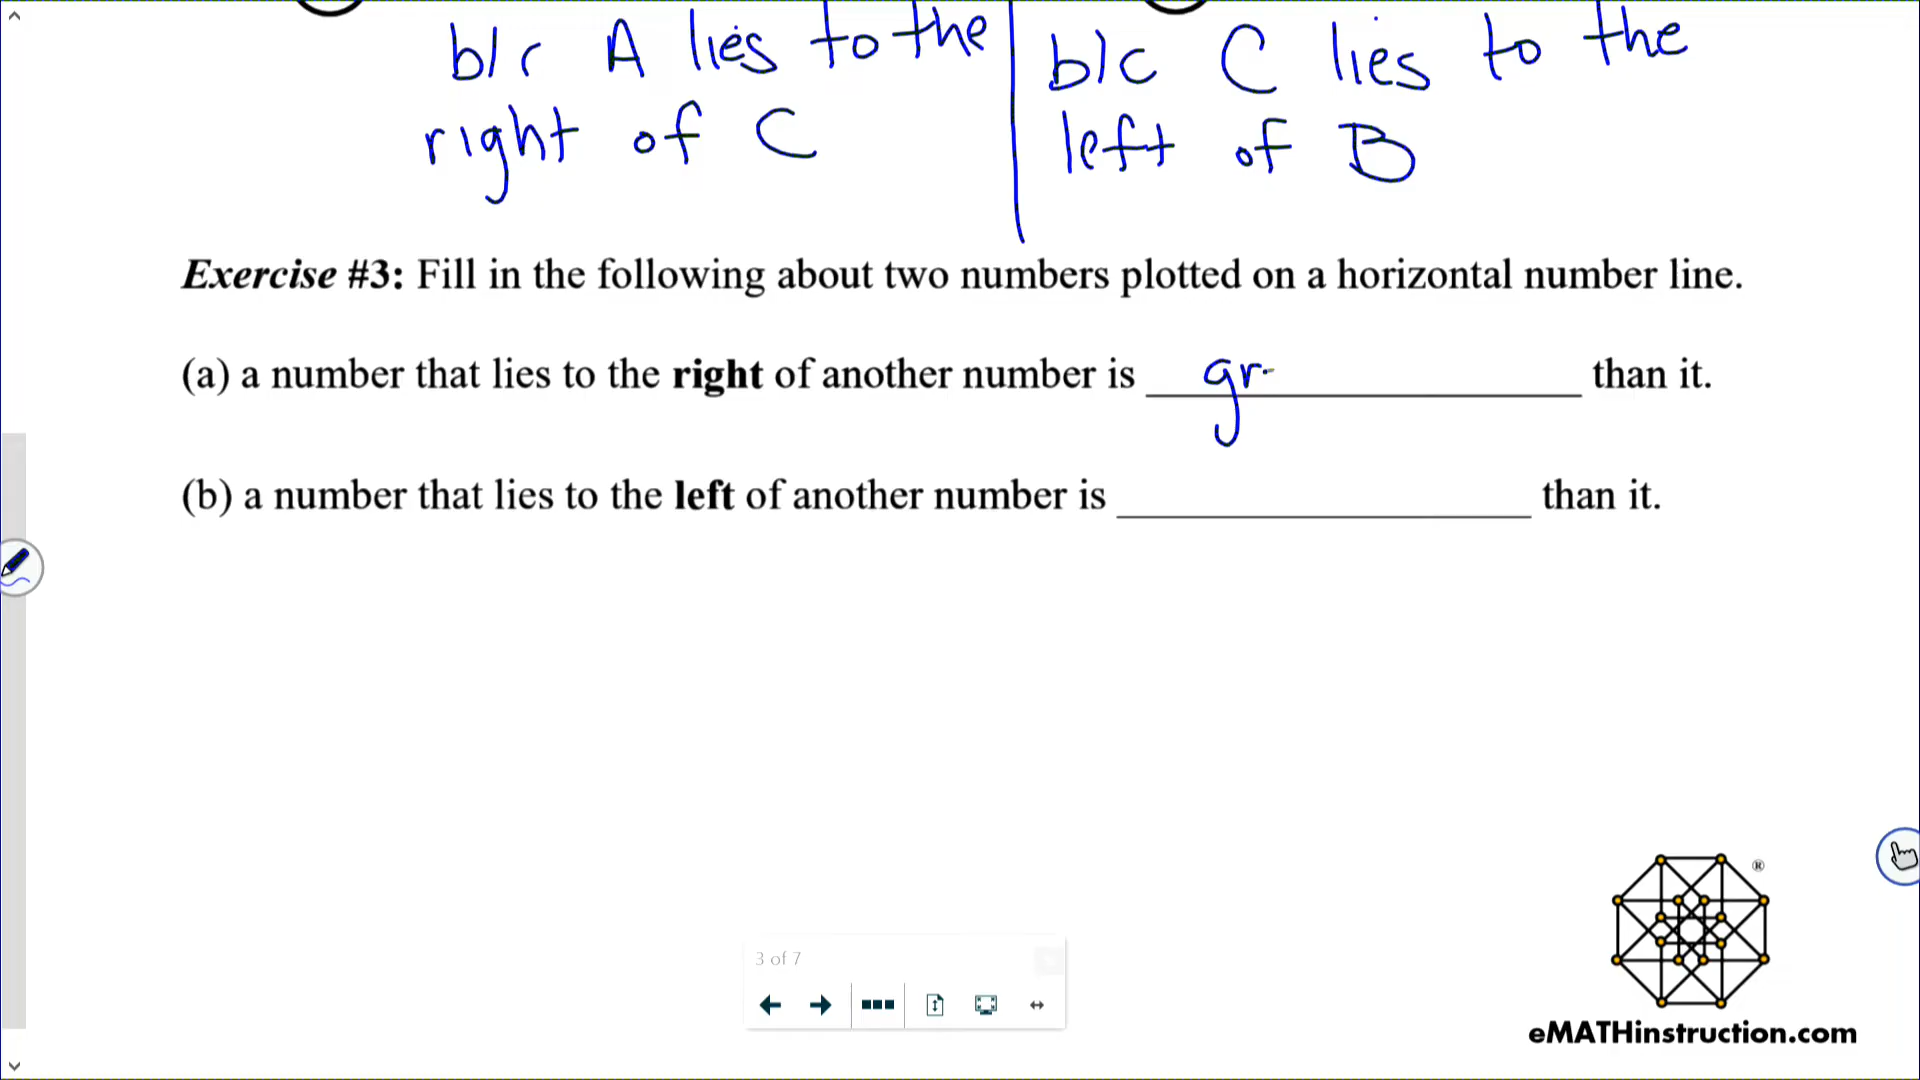 b/c A lies to the
right of C
b/c C lies to the
left of B
Exercise #3: Fill in the following about two numbers plotted on a horizontal number line.
(a) a number that lies to the right of another number is gr than it.
(b) a number that lies to the left of another number is ____________________ than it.
®
3 of 7
eMATHinstruction.com